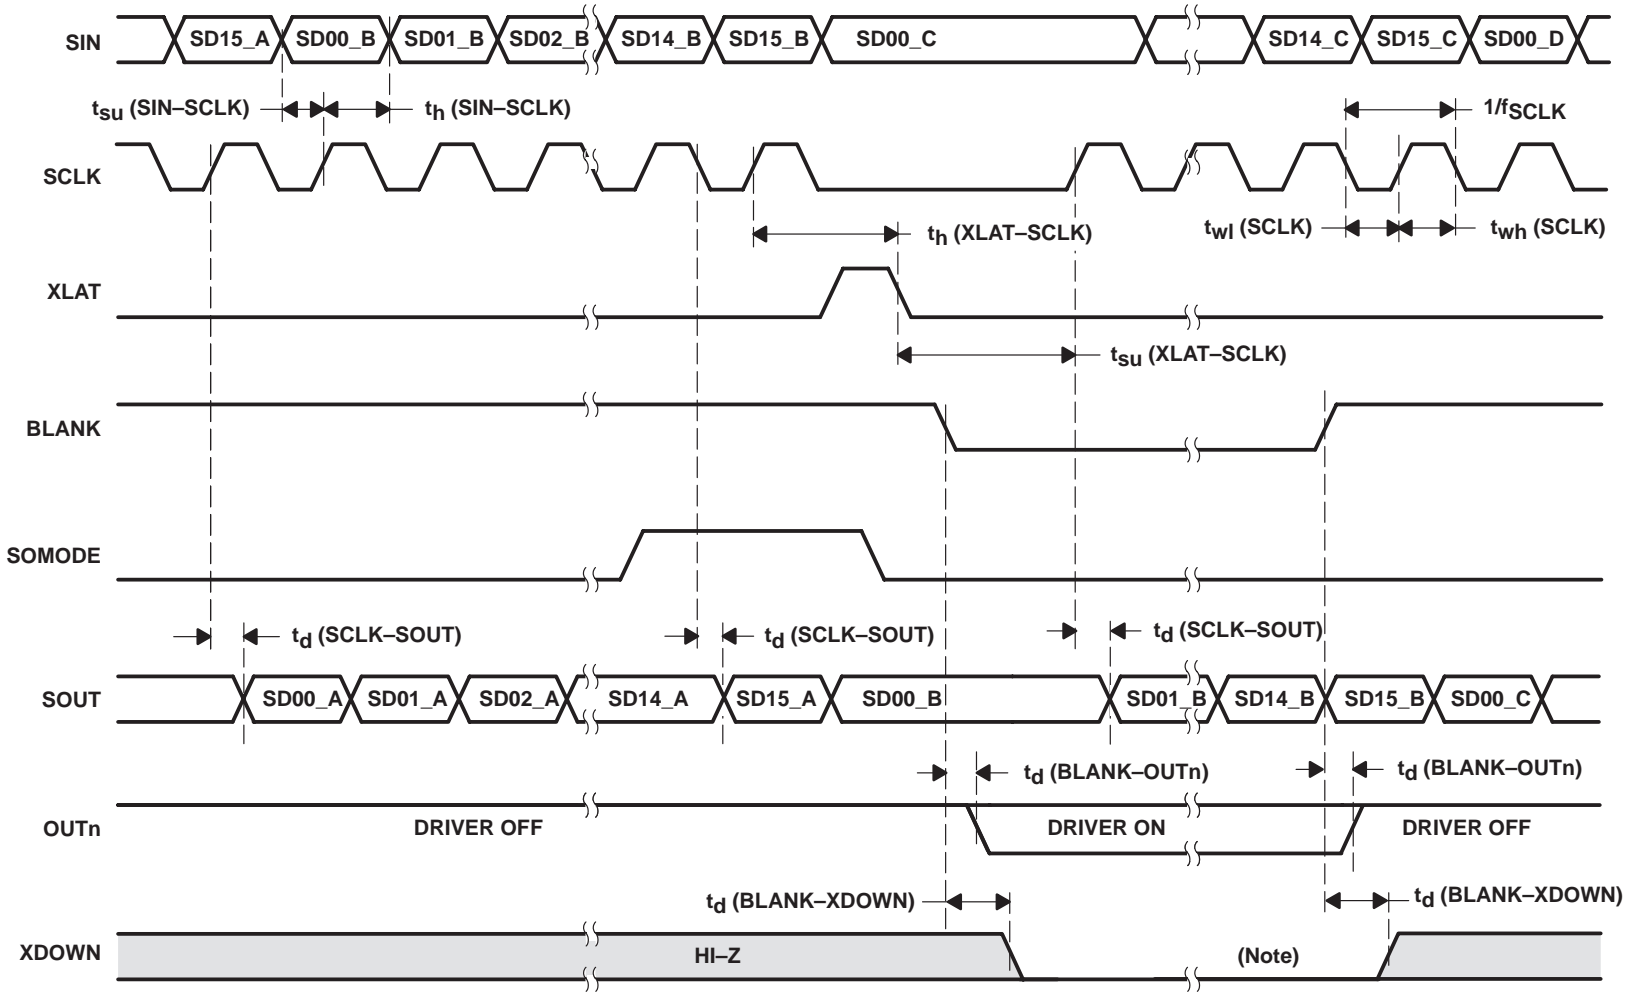 SIN SD15_A SD00_B SD01_B SD02_B SD14_B SD15_B SD00_C SD14_C SD15_C SD00_D
tsu (SIN–SCLK) th (SIN–SCLK) 1/fSCLK
SCLK
th (XLAT–SCLK) twl (SCLK) twh (SCLK)
XLAT
tsu (XLAT–SCLK)
BLANK
SOMODE
td (SCLK–SOUT) td (SCLK–SOUT) td (SCLK–SOUT)
SOUT SD00_A SD01_A SD02_A SD14_A SD15_A SD00_B SD01_B SD14_B SD15_B SD00_C
td (BLANK–OUTn) td (BLANK–OUTn)
OUTn DRIVER OFF DRIVER ON DRIVER OFF
td (BLANK–XDOWN) td (BLANK–XDOWN)
XDOWN HI–Z (Note)